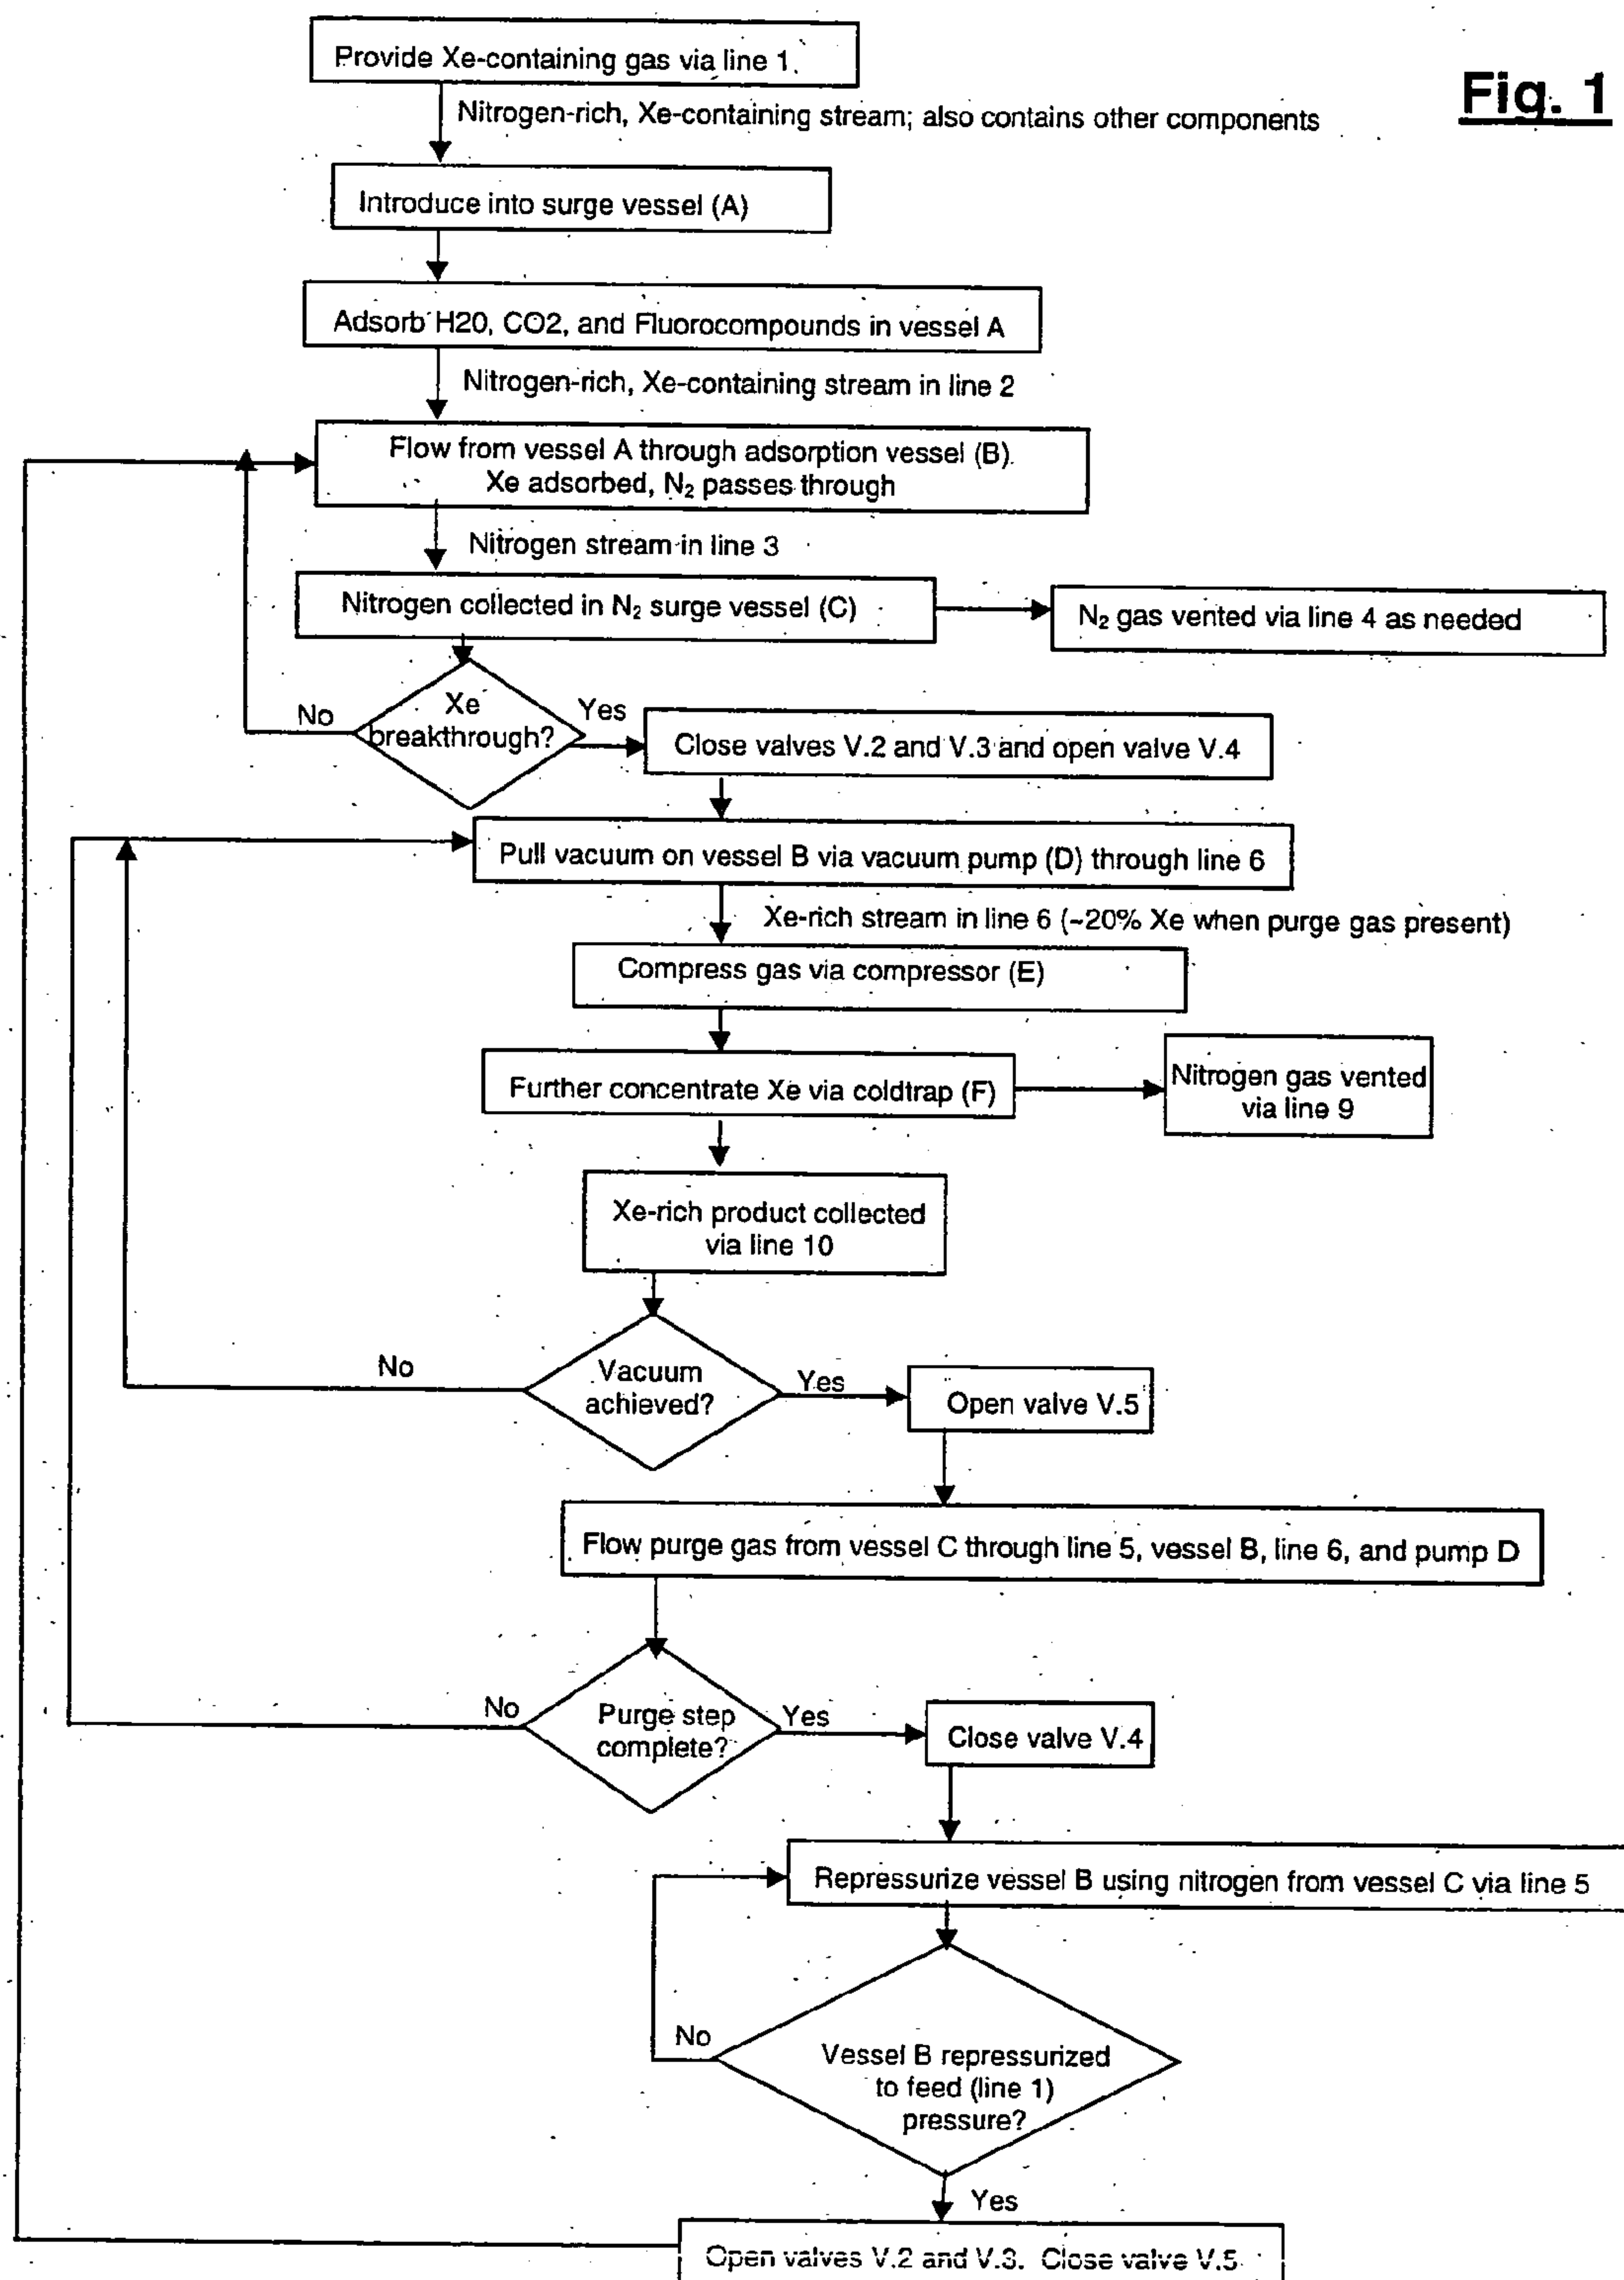 Provide Xe-containing gas via line 1.
Fig. 1
Nitrogen-rich, Xe-containing stream; also contains other components
Introduce into surge vessel (A)
Adsorb H20, CO2, and Fluorocompounds in vessel A
Nitrogen-rich, Xe-containing stream in line 2
Flow from vessel A through adsorption vessel (B).
Xe adsorbed, N₂ passes through
Nitrogen stream in line 3
Nitrogen collected in N₂ surge vessel (C)
N₂ gas vented via line 4 as needed
Xe
breakthrough?
No
Yes
Close valves V.2 and V.3 and open valve V.4
Pull vacuum on vessel B via vacuum pump (D) through line 6
Xe-rich stream in line 6 (~20% Xe when purge gas present)
Compress gas via compressor (E)
Further concentrate Xe via coldtrap (F)
Nitrogen gas vented
via line 9
Xe-rich product collected
via line 10
Vacuum
achieved?
No
Yes
Open valve V.5
Flow purge gas from vessel C through line 5, vessel B, line 6, and pump D
Purge step
complete?
No
Yes
Close valve V.4
Repressurize vessel B using nitrogen from vessel C via line 5
No
Vessel B repressurized
to feed (line 1)
pressure?
Yes
Open valves V.2 and V.3. Close valve V.5